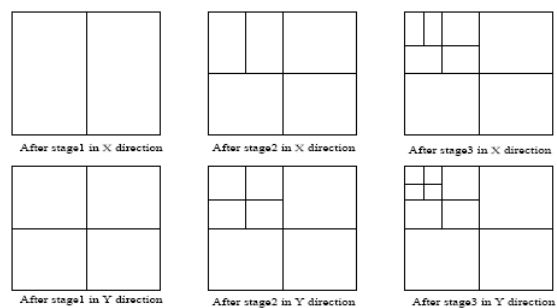 After stage1 in X direction
After stage2 in X direction
After stage3 in X direction
After stage1 in Y direction
After stage2 in Y direction
After stage3 in Y direction